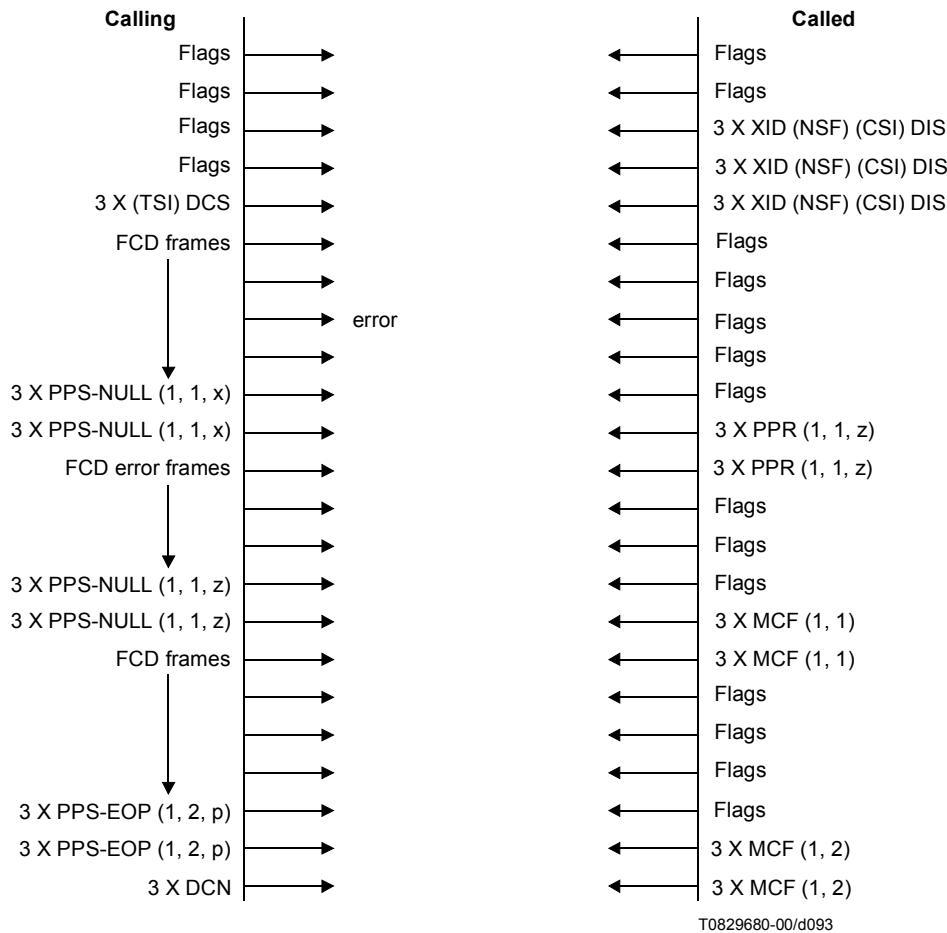 Calling Called
Flags Flags
Flags Flags
Flags 3 X XID (NSF) (CSI) DIS
Flags 3 X XID (NSF) (CSI) DIS
3 X (TSI) DCS 3 X XID (NSF) (CSI) DIS
FCD frames Flags
Flags
error Flags
Flags
3 X PPS-NULL (1, 1, x) Flags
3 X PPS-NULL (1, 1, x) 3 X PPR (1, 1, z)
FCD error frames 3 X PPR (1, 1, z)
Flags
Flags
3 X PPS-NULL (1, 1, z) Flags
3 X PPS-NULL (1, 1, z) 3 X MCF (1, 1)
FCD frames 3 X MCF (1, 1)
Flags
Flags
Flags
3 X PPS-EOP (1, 2, p) Flags
3 X PPS-EOP (1, 2, p) 3 X MCF (1, 2)
3 X DCN 3 X MCF (1, 2)
T0829680-00/d093